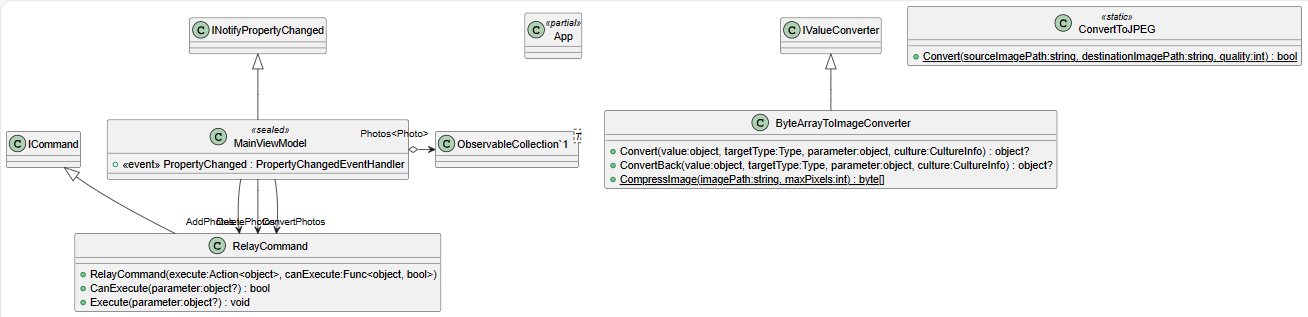 C INotifyPropertyChanged
C «partial»
App
C IValueConverter
C «static»
ConvertToJPEG
Convert(sourceImagePath:string, destinationImagePath:string, quality:int) : bool
C ICommand
C «sealed»
MainViewModel
«event» PropertyChanged : PropertyChangedEventHandler
Photos<Photo>
C ObservableCollection`1
T
C ByteArrayToImageConverter
Convert(value:object, targetType:Type, parameter:object, culture:CultureInfo) : object?
ConvertBack(value:object, targetType:Type, parameter:object, culture:CultureInfo) : object?
CompressImage(imagePath:string, maxPixels:int) : byte[]
AddPhotos
DeletePhotos
ConvertPhotos
C RelayCommand
RelayCommand(execute:Action<object>, canExecute:Func<object, bool>)
CanExecute(parameter:object?) : bool
Execute(parameter:object?) : void